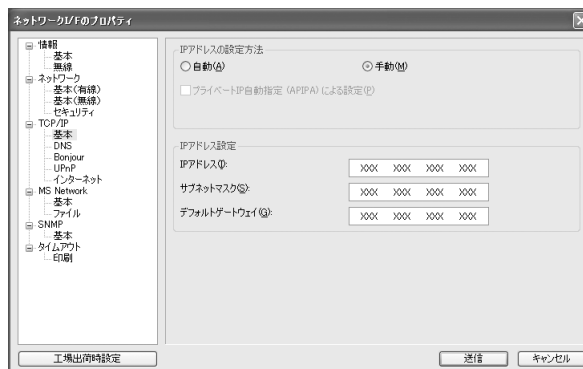 ネットワークI/Fのプロパティ
情報
基本
無線
ネットワーク
基本(有線)
基本(無線)
セキュリティ
TCP/IP
基本
DNS
Bonjour
UPnP
インターネット
MS Network
基本
ファイル
SNMP
基本
タイムアウト
印刷
IPアドレスの設定方法
自動(A) 手動(M)
プライベートIP自動指定 (APIPA) による設定(P)
IPアドレス設定
IPアドレス(I): XXX XXX XXX XXX
サブネットマスク(S): XXX XXX XXX XXX
デフォルトゲートウェイ(G): XXX XXX XXX XXX
工場出荷時設定 送信 キャンセル